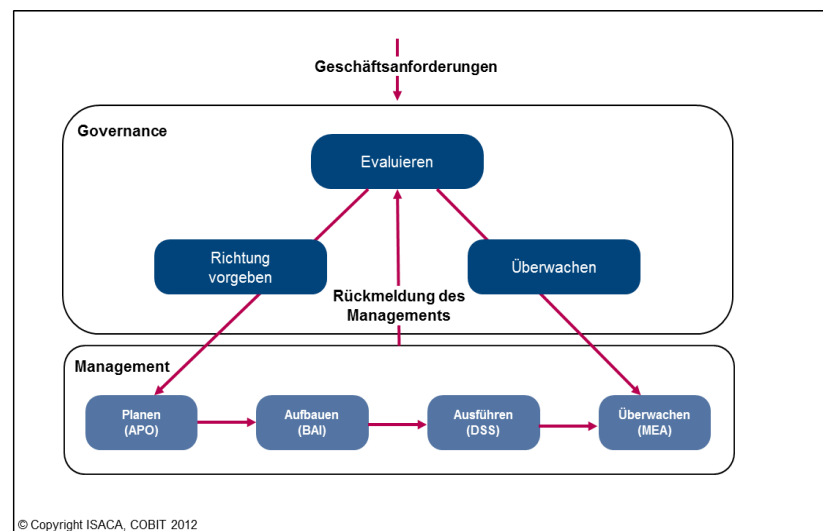 Geschäftsanforderungen
Governance
Evaluieren
Richtung
vorgeben
Überwachen
Rückmeldung des
Managements
Management
Planen
(APO)
Aufbauen
(BAI)
Ausführen
(DSS)
Überwachen
(MEA)
© Copyright ISACA, COBIT 2012